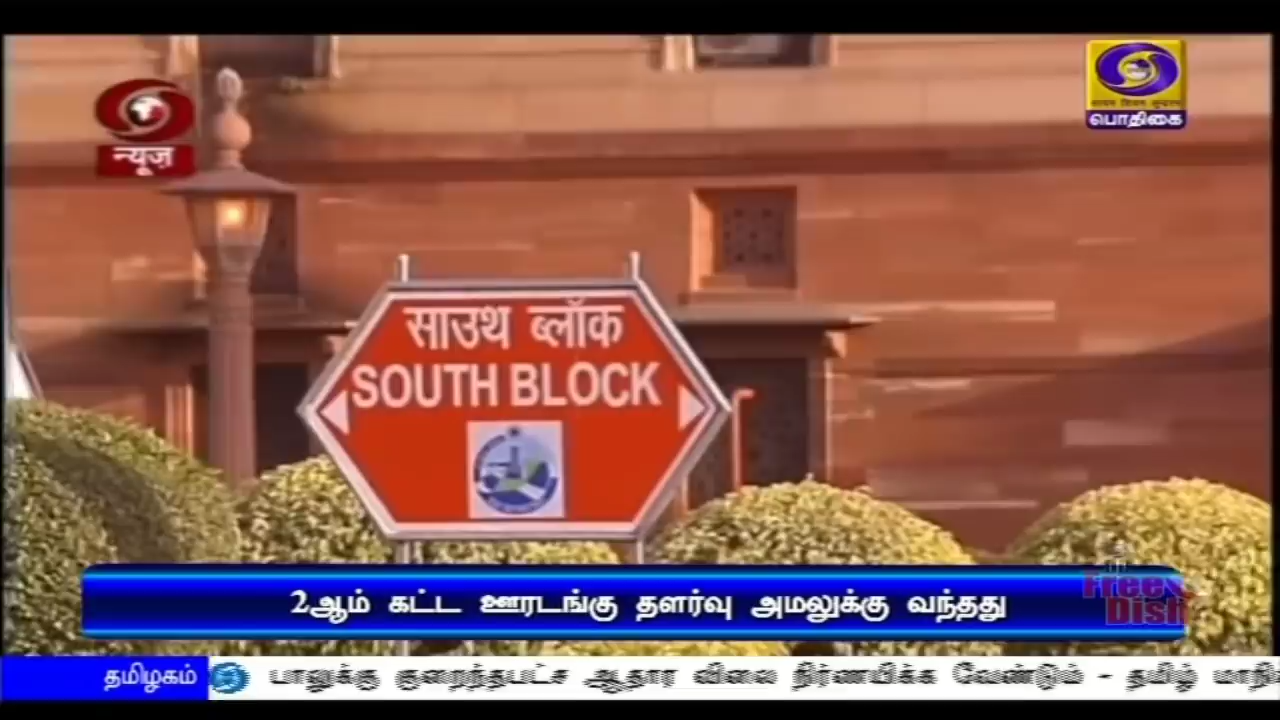 न्यूज़
பொதிகை
साउथ ब्लॉक
SOUTH BLOCK
2ஆம் கட்ட ஊரடங்கு தளர்வு அமலுக்கு வந்தது
Free
Dish
தமிழகம்
பாலுக்கு குறைந்தபட்ச ஆதார விலை நிர்ணயிக்க வேண்டும் - தமிழ்